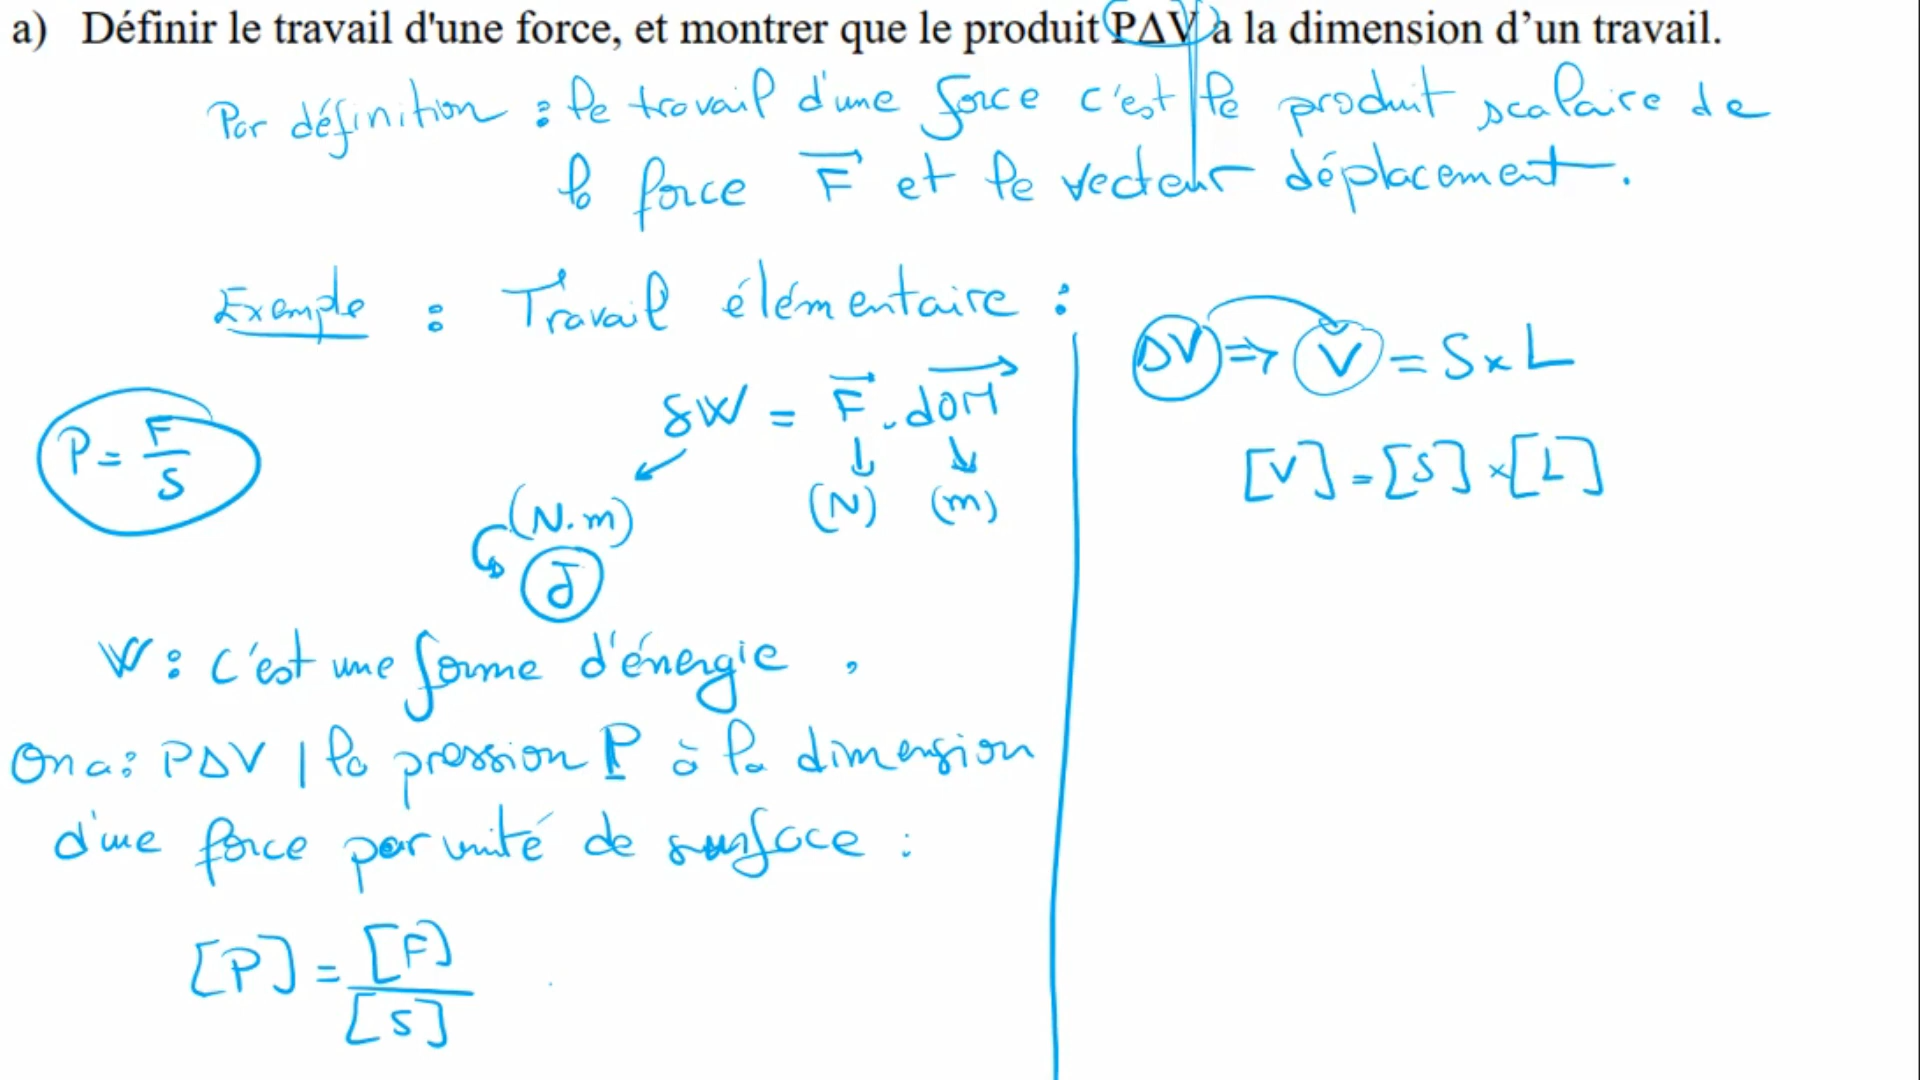 a) Définir le travail d'une force, et montrer que le produit PΔV a la dimension d’un travail.
Par définition : le travail d'une force c'est le produit scalaire de
la force F⃗ et le vecteur déplacement.
Exemple : Travail élémentaire :
δW = F⃗ . dOM⃗
(N) (m)
(N.m)
J
P = F/S
W : c'est une forme d'énergie .
On a : PΔV | la pression P à la dimension
d'une force par unité de surface :
[P] = [F]/[S]
ΔV ⇒ V = S × L
[V] = [S] × [L]